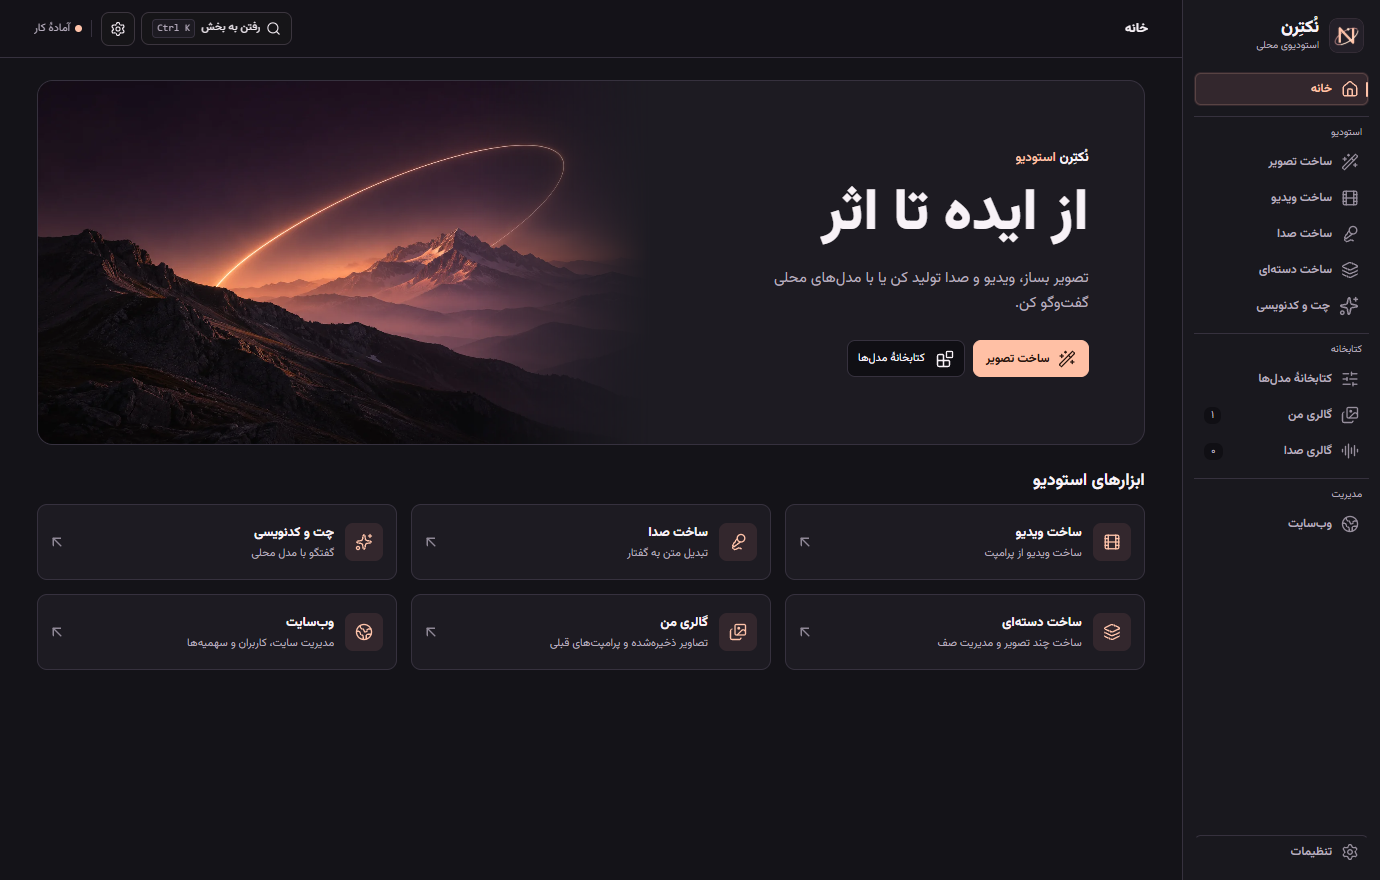 نُکتِرن
استودیوی محلی
خانه
استودیو
ساخت تصویر
ساخت ویدیو
ساخت صدا
ساخت دسته‌ای
چت و کدنویسی
کتابخانه
کتابخانهٔ مدل‌ها
گالری من ۱
گالری صدا ۰
مدیریت
وب‌سایت
تنظیمات
خانه
رفتن به بخش Ctrl K
آمادهٔ کار
نُکتِرن استودیو
از ایده تا اثر
تصویر بساز، ویدیو و صدا تولید کن یا با مدل‌های محلی
گفت‌وگو کن.
ساخت تصویر
کتابخانهٔ مدل‌ها
ابزارهای استودیو
ساخت ویدیو
ساخت ویدیو از پرامپت
ساخت صدا
تبدیل متن به گفتار
چت و کدنویسی
گفتگو با مدل محلی
ساخت دسته‌ای
ساخت چند تصویر و مدیریت صف
گالری من
تصاویر ذخیره‌شده و پرامپت‌های قبلی
وب‌سایت
مدیریت سایت، کاربران و سهمیه‌ها